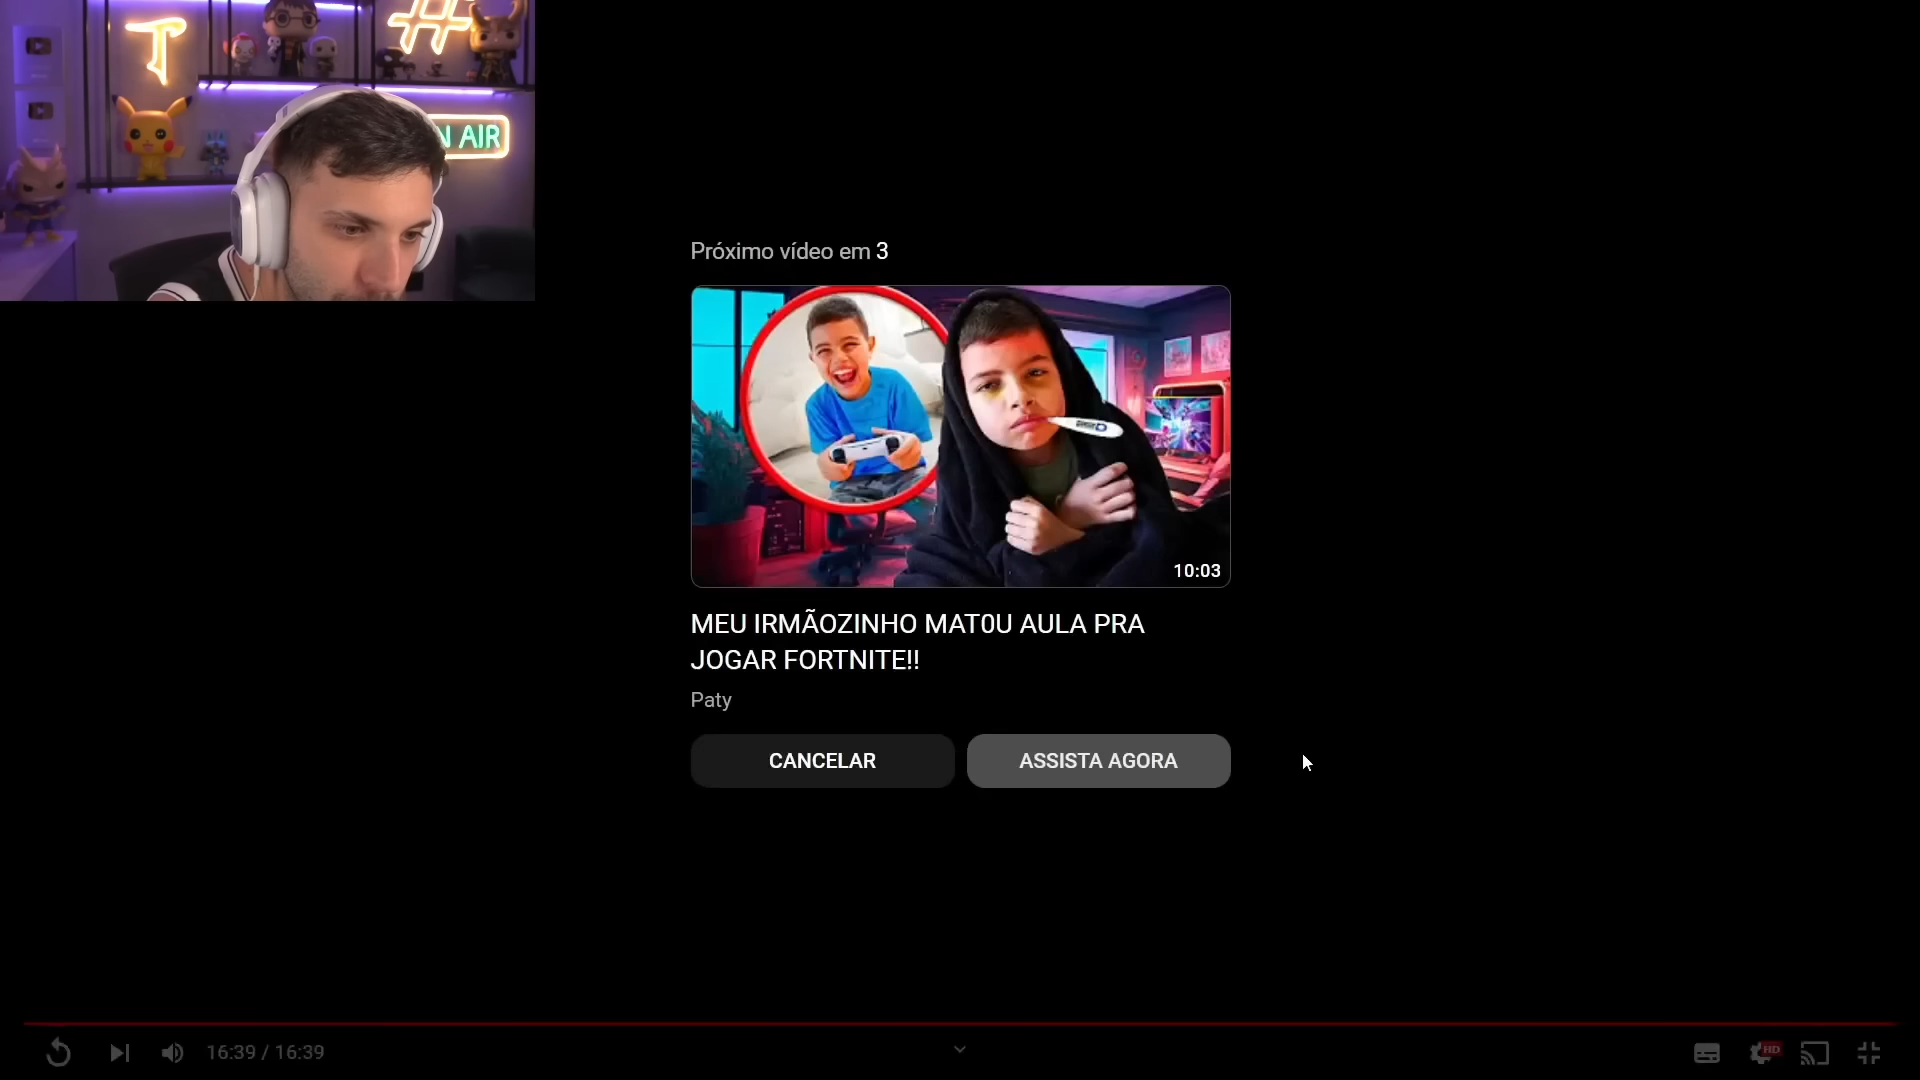 T
#
N AIR
Próximo vídeo em 3
10:03
MEU IRMÃOZINHO MAT0U AULA PRA
JOGAR FORTNITE!!
Paty
CANCELAR
ASSISTA AGORA
16:39 / 16:39
HD